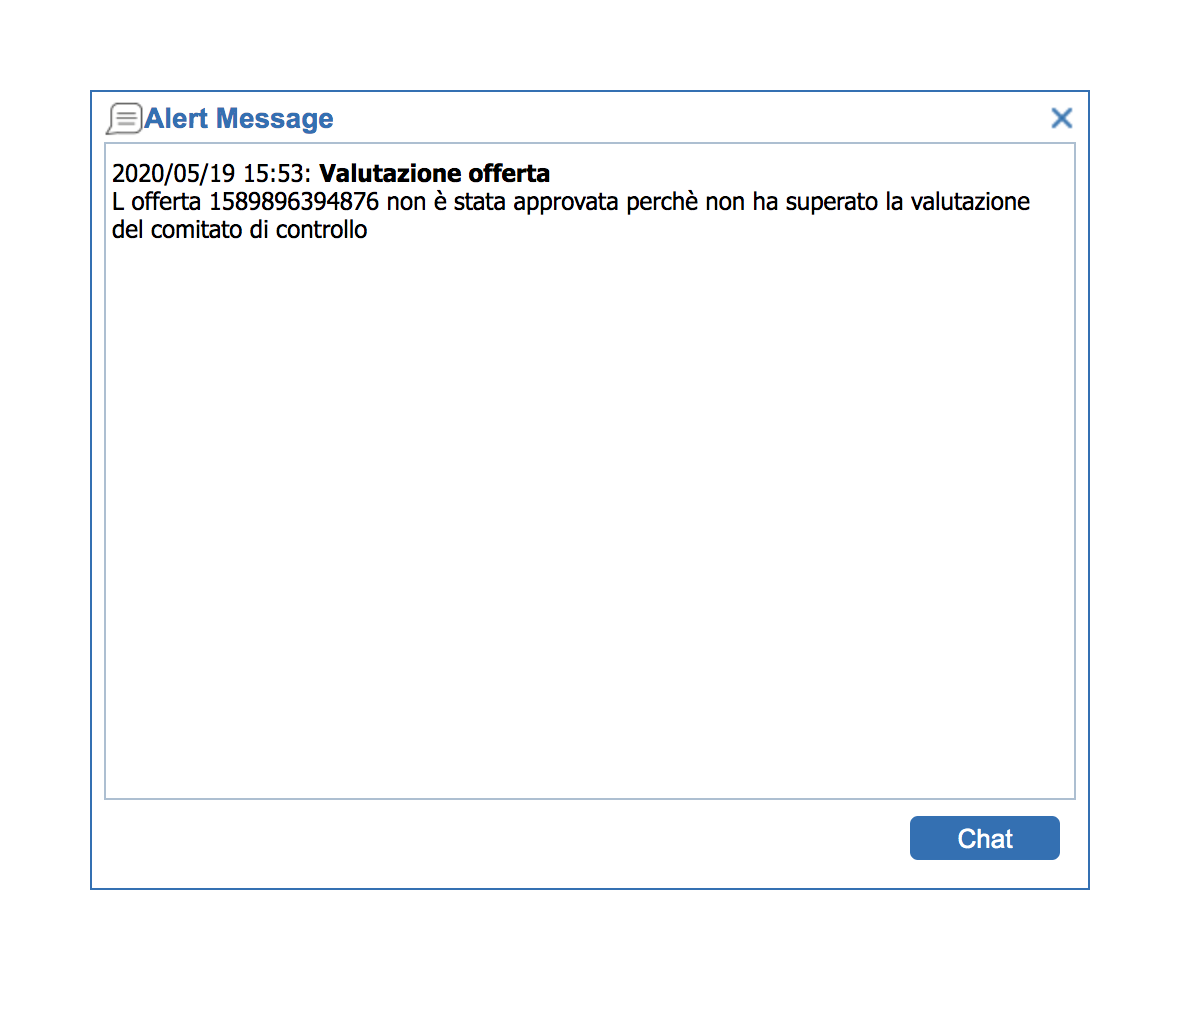 Alert Message
2020/05/19 15:53: Valutazione offerta
L offerta 1589896394876 non è stata approvata perchè non ha superato la valutazione
del comitato di controllo
Chat